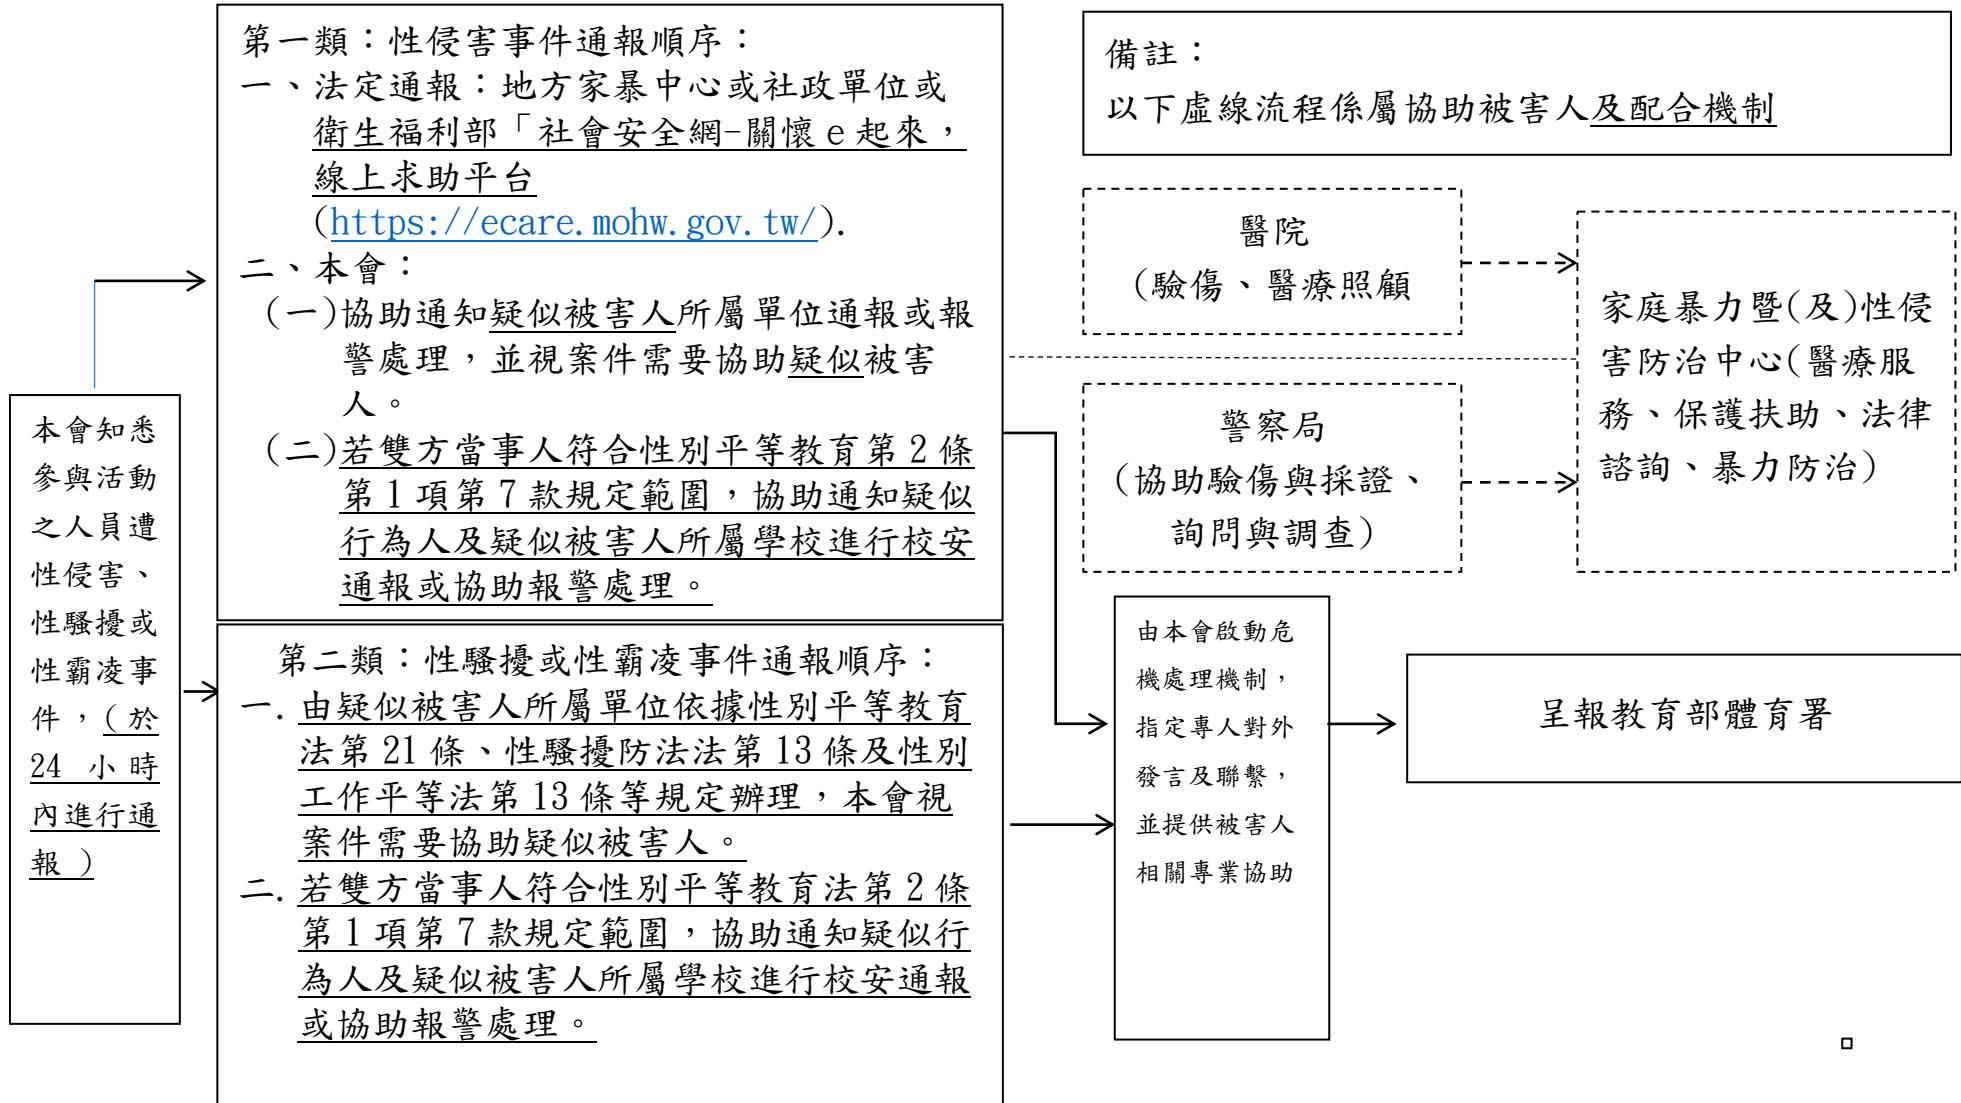 第一類：性侵害事件通報順序：
一、法定通報：地方家暴中心或社政單位或
衛生福利部「社會安全網-關懷 e 起來，
線上求助平台
(https://ecare.mohw.gov.tw/).
二、本會：
(一)協助通知疑似被害人所屬單位通報或報
警處理，並視案件需要協助疑似被害
人。
(二)若雙方當事人符合性別平等教育第 2 條
第 1 項第 7 款規定範圍，協助通知疑似
行為人及疑似被害人所屬學校進行校安
通報或協助報警處理。
備註：
以下虛線流程係屬協助被害人及配合機制
醫院
(驗傷、醫療照顧
警察局
(協助驗傷與採證、
詢問與調查)
家庭暴力暨(及)性侵
害防治中心(醫療服
務、保護扶助、法律
諮詢、暴力防治)
本會知悉
參與活動
之人員遭
性侵害、
性騷擾或
性霸凌事
件，(於
24 小時
內進行通
報 )
第二類：性騷擾或性霸凌事件通報順序：
一. 由疑似被害人所屬單位依據性別平等教育
法第 21 條、性騷擾防法法第 13 條及性別
工作平等法第 13 條等規定辦理，本會視
案件需要協助疑似被害人。
二. 若雙方當事人符合性別平等教育法第 2 條
第 1 項第 7 款規定範圍，協助通知疑似行
為人及疑似被害人所屬學校進行校安通報
或協助報警處理。
由本會啟動危
機處理機制，
指定專人對外
發言及聯繫，
並提供被害人
相關專業協助
呈報教育部體育署